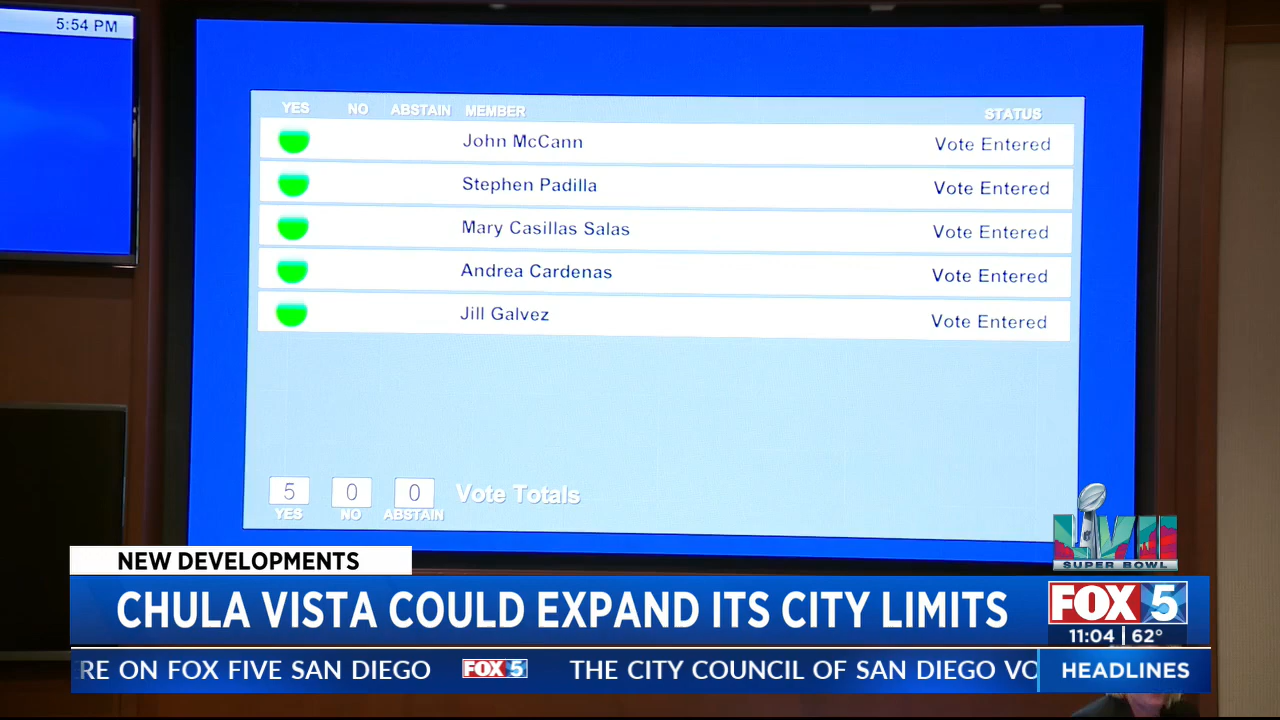 5:54 PM
YES NO ABSTAIN MEMBER STATUS
John McCann Vote Entered
Stephen Padilla Vote Entered
Mary Casillas Salas Vote Entered
Andrea Cardenas Vote Entered
Jill Galvez Vote Entered
5 0 0 Vote Totals
YES NO ABSTAIN
LVII
SUPER BOWL
NEW DEVELOPMENTS
CHULA VISTA COULD EXPAND ITS CITY LIMITS
FOX 5
11:04 | 62°
RE ON FOX FIVE SAN DIEGO FOX 5 THE CITY COUNCIL OF SAN DIEGO VO
HEADLINES